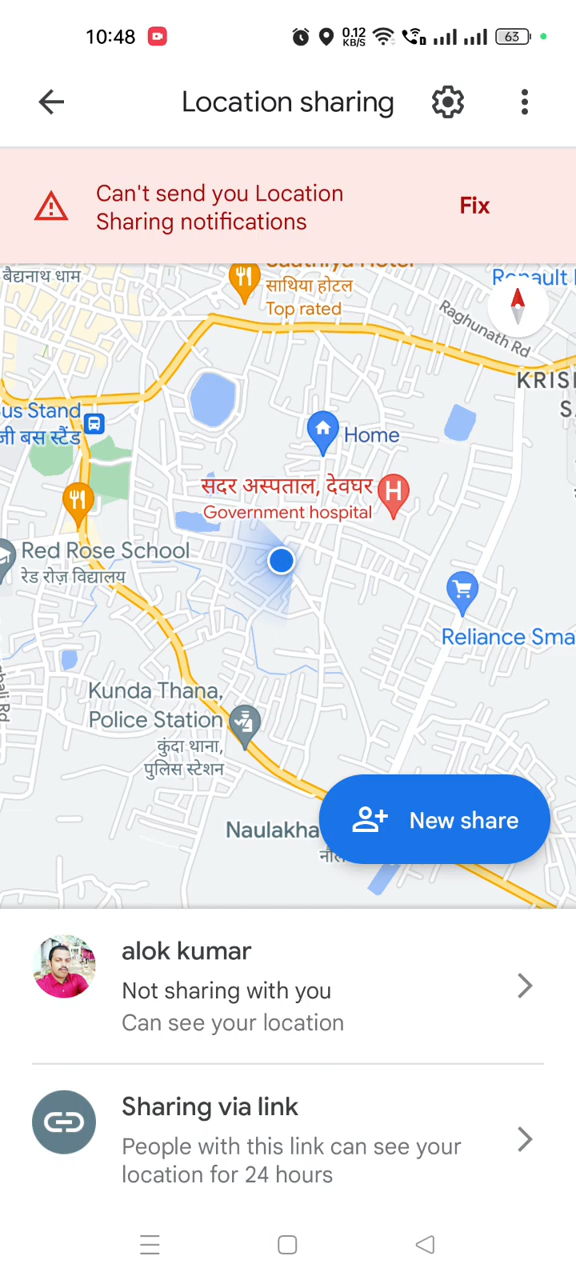 10:48
0.12
KB/S
63
Location sharing
Can't send you Location
Sharing notifications
Fix
बैद्यनाथ धाम
साथिया होटल
Top rated
Renault
Raghunath Rd
us Stand
जी बस स्टैंड
Home
सदर अस्पताल, देवघर
Government hospital
H
Red Rose School
रेड रोज़ विद्यालय
Reliance Sma
Kunda Thana,
Police Station
कुंदा थाना,
पुलिस स्टेशन
Naulakha
New share
alok kumar
Not sharing with you
Can see your location
Sharing via link
People with this link can see your
location for 24 hours